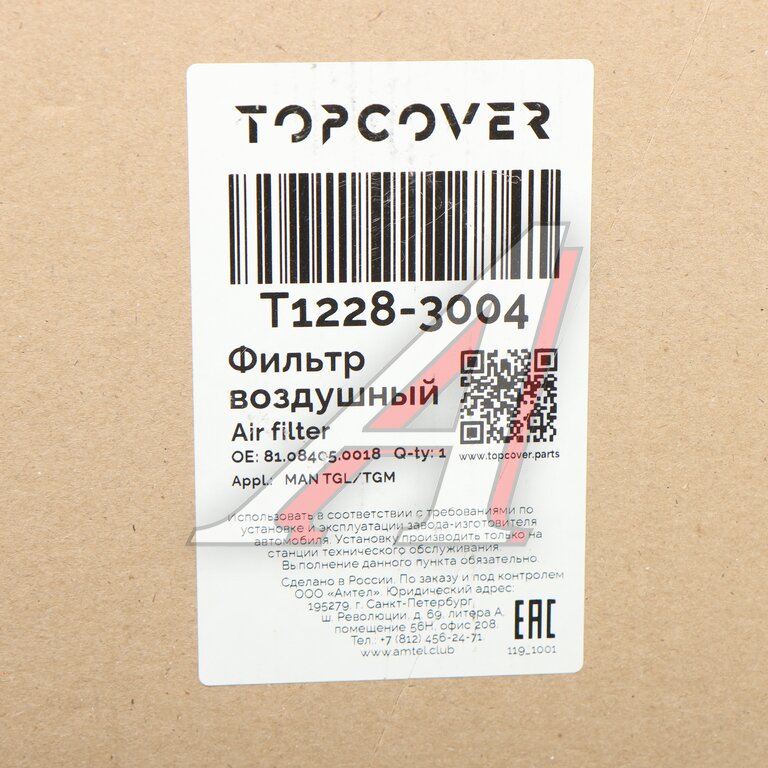 TOPCOVER
T1228-3004
Фильтр
воздушный
Air filter
OE: 81.08405.0018 Q-ty: 1
www.topcover.parts
Appl.: MAN TGL/TGM
Использовать в соответствии с требованиями по
установке и эксплуатации завода-изготовителя
автомобиля. Установку производить только на
станции технического обслуживания.
Выполнение данного пункта обязательно.
Сделано в России. По заказу и под контролем
ООО «Амтел». Юридический адрес:
195279, г. Санкт-Петербург,
ш. Революции, д. 69, литера А,
помещение 56Н, офис 208.
Тел.: +7 (812) 456-24-71.
www.amtel.club
EAC
119_1001